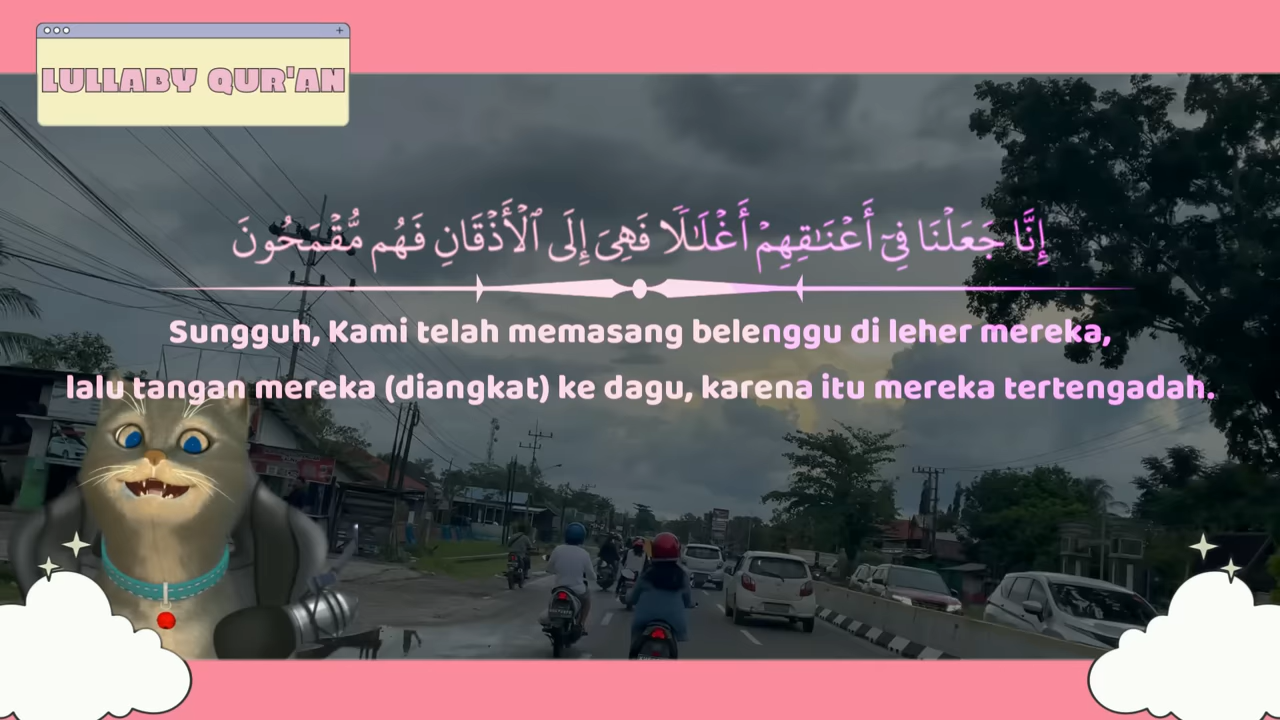 LULLABY QUR'AN
إِنَّا جَعَلْنَا فِىٓ أَعْنَـٰقِهِمْ أَغْلَـٰلًا فَهِىَ إِلَى ٱلْأَذْقَانِ فَهُم مُّقْمَحُونَ
Sungguh, Kami telah memasang belenggu di leher mereka,
lalu tangan mereka (diangkat) ke dagu, karena itu mereka tertengadah.